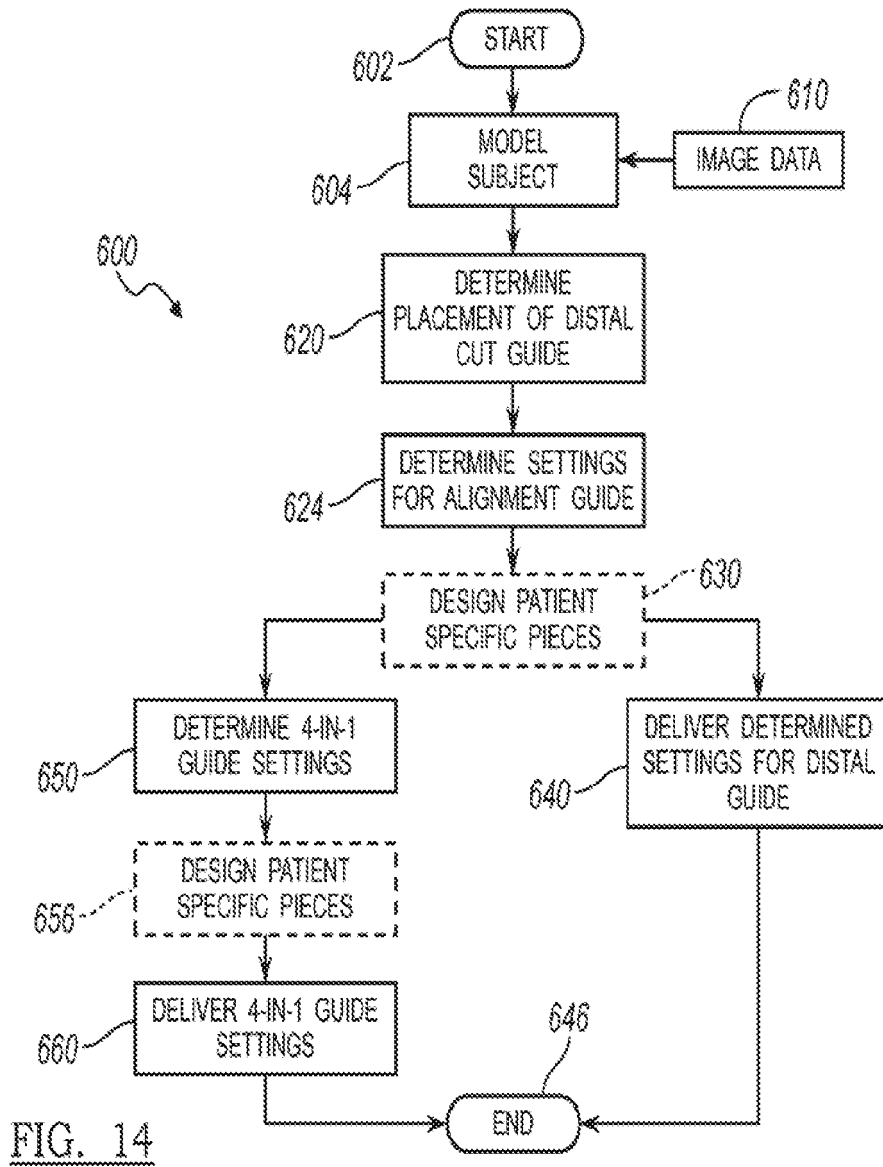 START
602
610
MODEL
SUBJECT
IMAGE DATA
604
600
DETERMINE
PLACEMENT OF DISTAL
CUT GUIDE
620
DETERMINE SETTINGS
FOR ALIGNMENT GUIDE
624
630
DESIGN PATIENT
SPECIFIC PIECES
DETERMINE 4-IN-1
GUIDE SETTINGS
650
DELIVER DETERMINED
SETTINGS FOR DISTAL
GUIDE
640
DESIGN PATIENT
SPECIFIC PIECES
656
DELIVER 4-IN-1 GUIDE
SETTINGS
660
646
END
FIG. 14